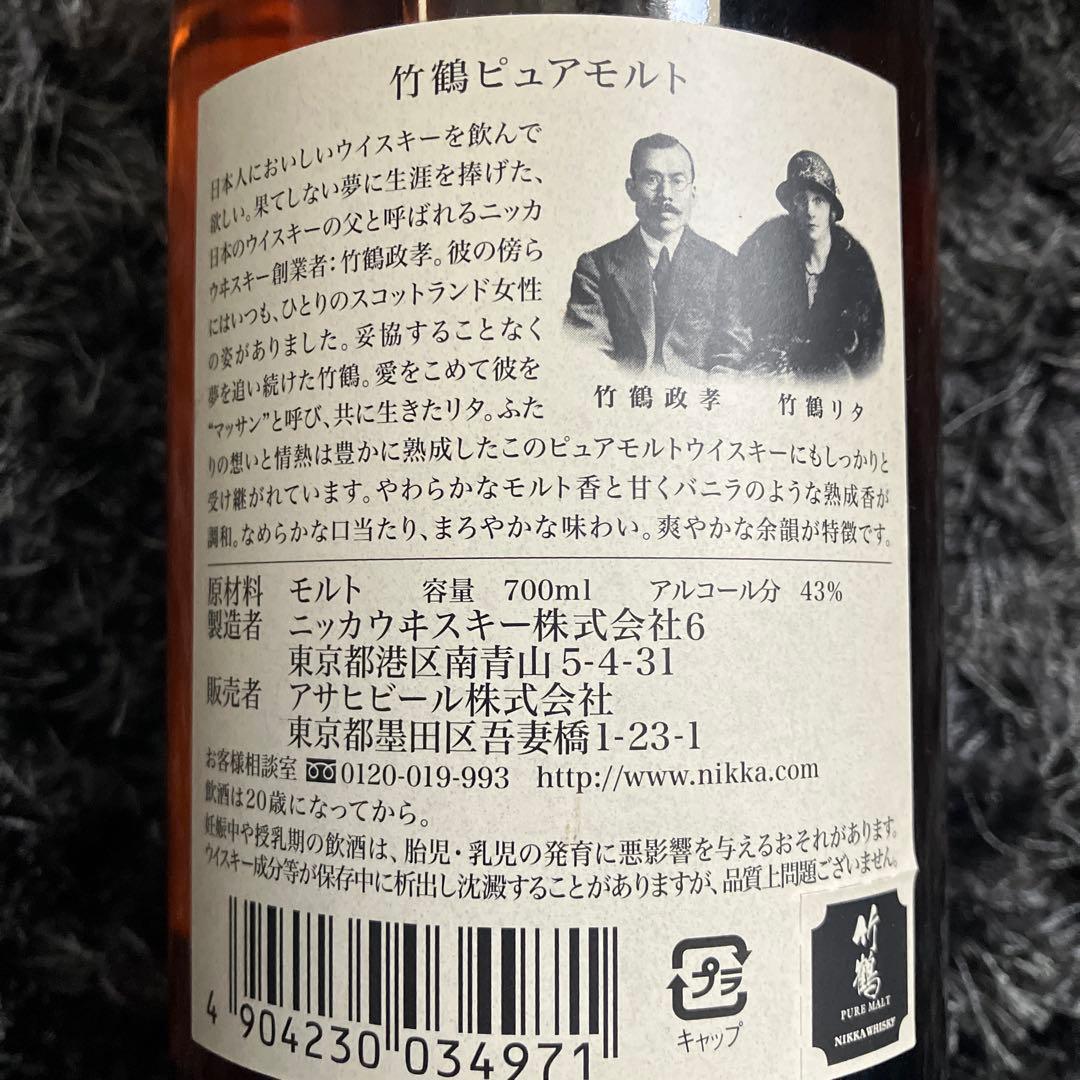 竹鶴ピュアモルト
日本人においしいウイスキーを飲んで
欲しい。果てしない夢に生涯を捧げた、
日本のウイスキーの父と呼ばれるニッカ
ウヰスキー創業者：竹鶴政孝。彼の傍ら
にはいつも、ひとりのスコットランド女性
の姿がありました。妥協することなく
夢を追い続けた竹鶴。愛をこめて彼を
“マッサン”と呼び、共に生きたリタ。ふた
りの想いと情熱は豊かに熟成したこのピュアモルトウイスキーにもしっかりと
受け継がれています。やわらかなモルト香と甘くバニラのような熟成香が
調和。なめらかな口当たり、まろやかな味わい。爽やかな余韻が特徴です。
竹鶴政孝
竹鶴リタ
原材料 モルト 容量 700ml アルコール分 43%
製造者 ニッカウヰスキー株式会社6
東京都港区南青山5-4-31
販売者 アサヒビール株式会社
東京都墨田区吾妻橋1-23-1
お客様相談室 0120-019-993 http://www.nikka.com
飲酒は20歳になってから。
妊娠中や授乳期の飲酒は、胎児・乳児の発育に悪影響を与えるおそれがあります。
ウイスキー成分等が保存中に析出し沈澱することがありますが、品質上問題ございません。
4 904230 034971
プラ
キャップ
竹鶴
PURE MALT
NIKKA WHISKY